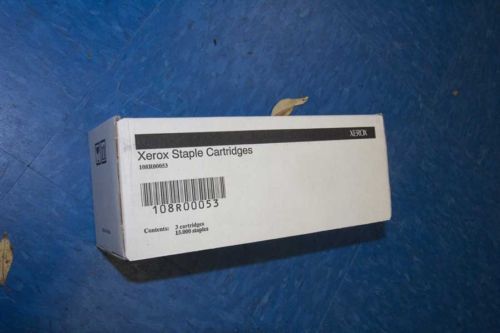 XEROX
Xerox Staple Cartridges
108R00053
108R00053
Contents: 3 cartridges
15,000 staples